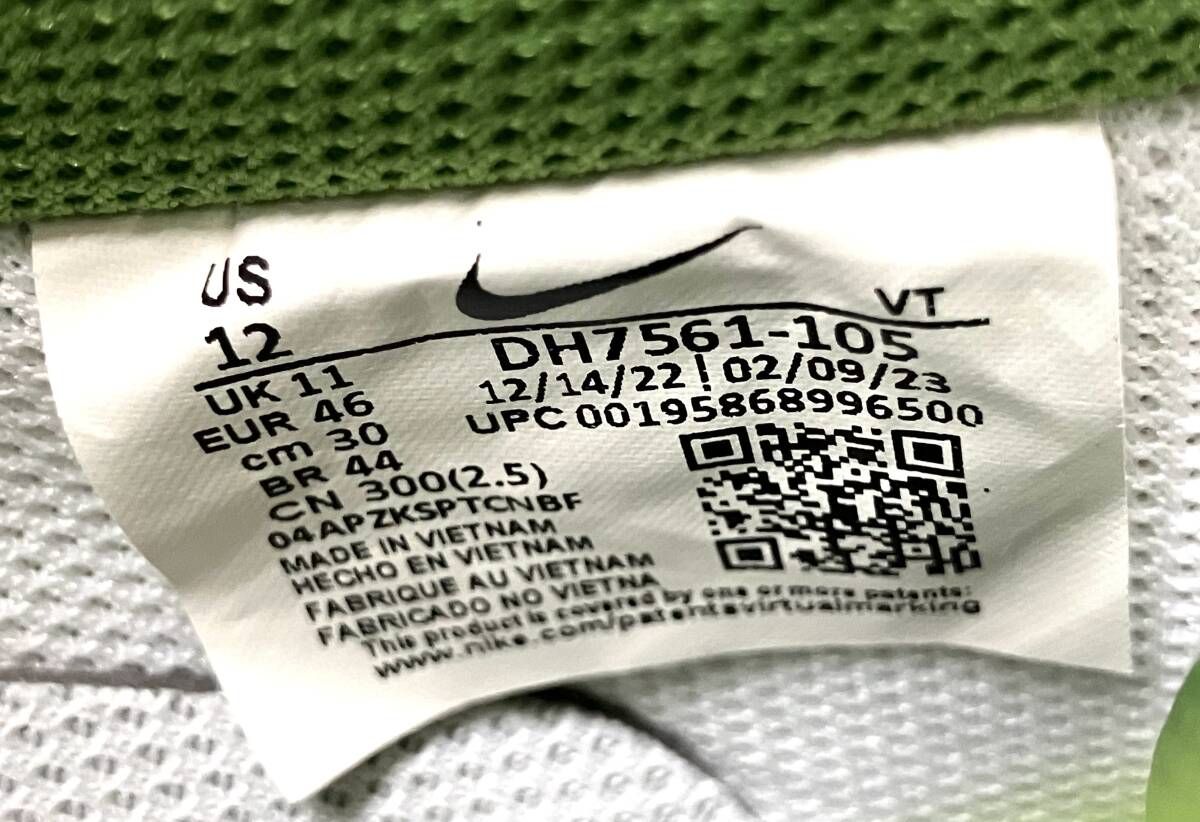 US
12
UK 11
EUR 46
cm 30
BR 44
CN 300(2.5)
04APZKSPTCNBF
MADE IN VIETNAM
HECHO EN VIETNAM
FABRIQUE AU VIETNAM
FABRICADO NO VIETNA
This product is covered by one or more patents:
www.nike.com/patentsvirtualmarking
VT
DH7561-105
12/14/22 | 02/09/23
UPC 00195868996500